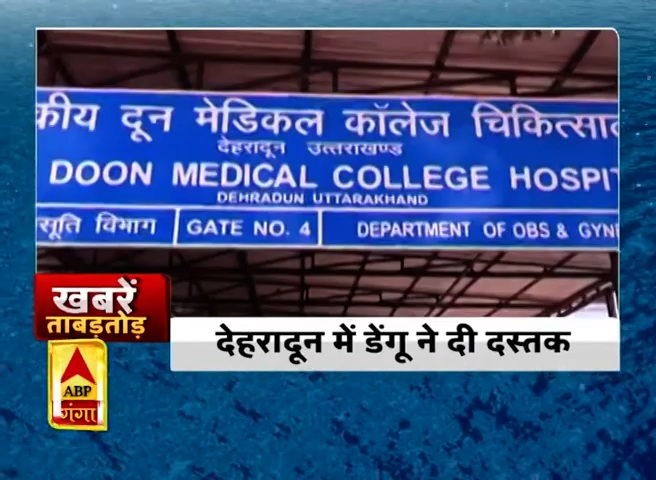 कीय दून मेडिकल कॉलेज चिकित्साल
देहरादून उत्तराखण्ड
DOON MEDICAL COLLEGE HOSPIT
DEHRADUN UTTARAKHAND
सूति विभाग GATE NO. 4 DEPARTMENT OF OBS & GYN
खबरें
ताबड़तोड़
देहरादून में डेंगू ने दी दस्तक
ABP
गंगा